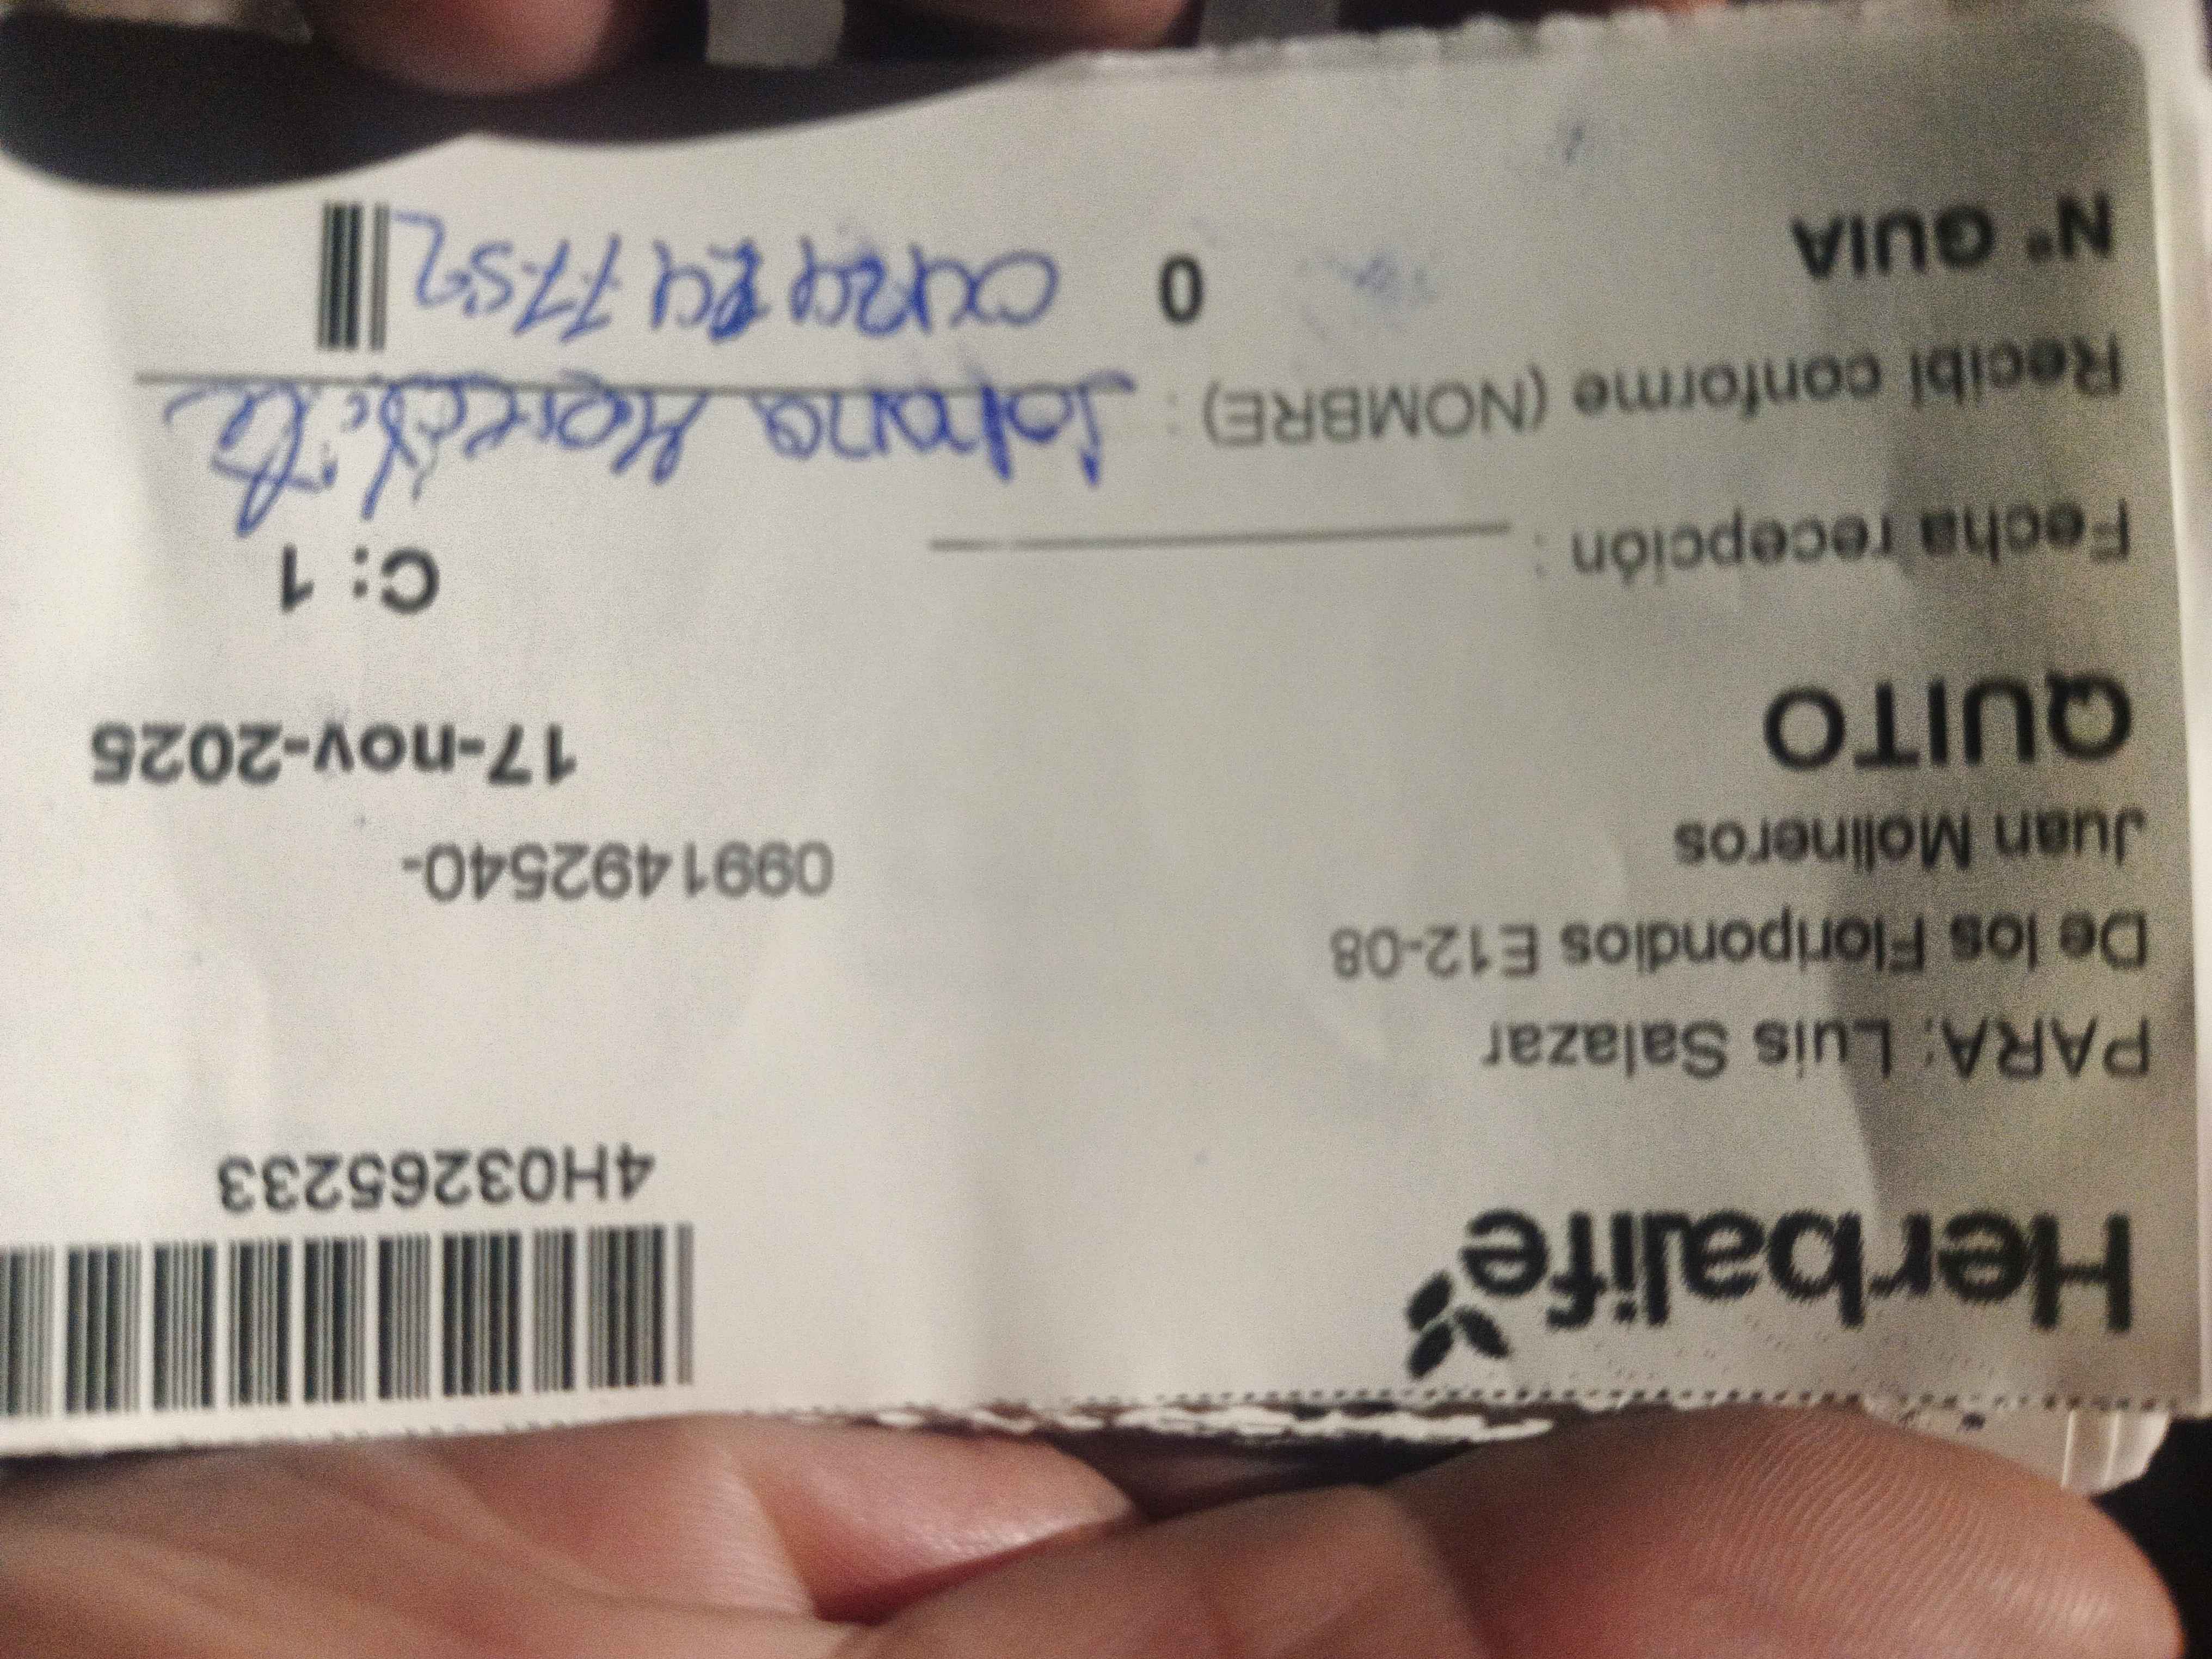 Herbalife
4H03265233
PARA: Luis Salazar
De los Floripondios E12-08
0991492540-
Juan Molineros
QUITO
17-nov-2025
Fecha recepción :
C: 1
Recibí conforme (NOMBRE) : Johana
N° GUIA
0